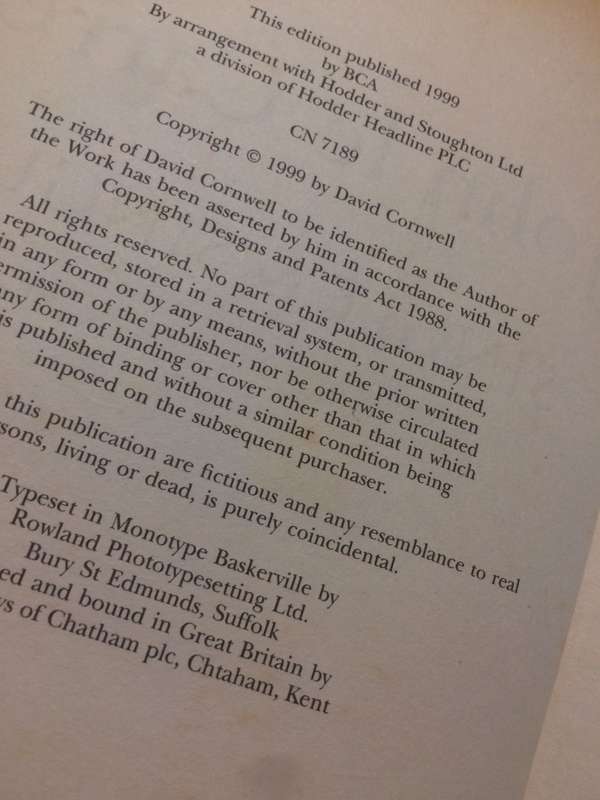 This edition published 1999
by BCA
By arrangement with Hodder and Stoughton Ltd
a division of Hodder Headline PLC
CN 7189
Copyright © 1999 by David Cornwell
The right of David Cornwell to be identified as the Author of
the Work has been asserted by him in accordance with the
Copyright, Designs and Patents Act 1988.
All rights reserved. No part of this publication may be
reproduced, stored in a retrieval system, or transmitted,
in any form or by any means, without the prior written
ermission of the publisher, nor be otherwise circulated
any form of binding or cover other than that in which
is published and without a similar condition being
imposed on the subsequent purchaser.
this publication are fictitious and any resemblance to real
sons, living or dead, is purely coincidental.
Typeset in Monotype Baskerville by
Rowland Phototypesetting Ltd.
Bury St Edmunds, Suffolk
ed and bound in Great Britain by
ys of Chatham plc, Chtaham, Kent